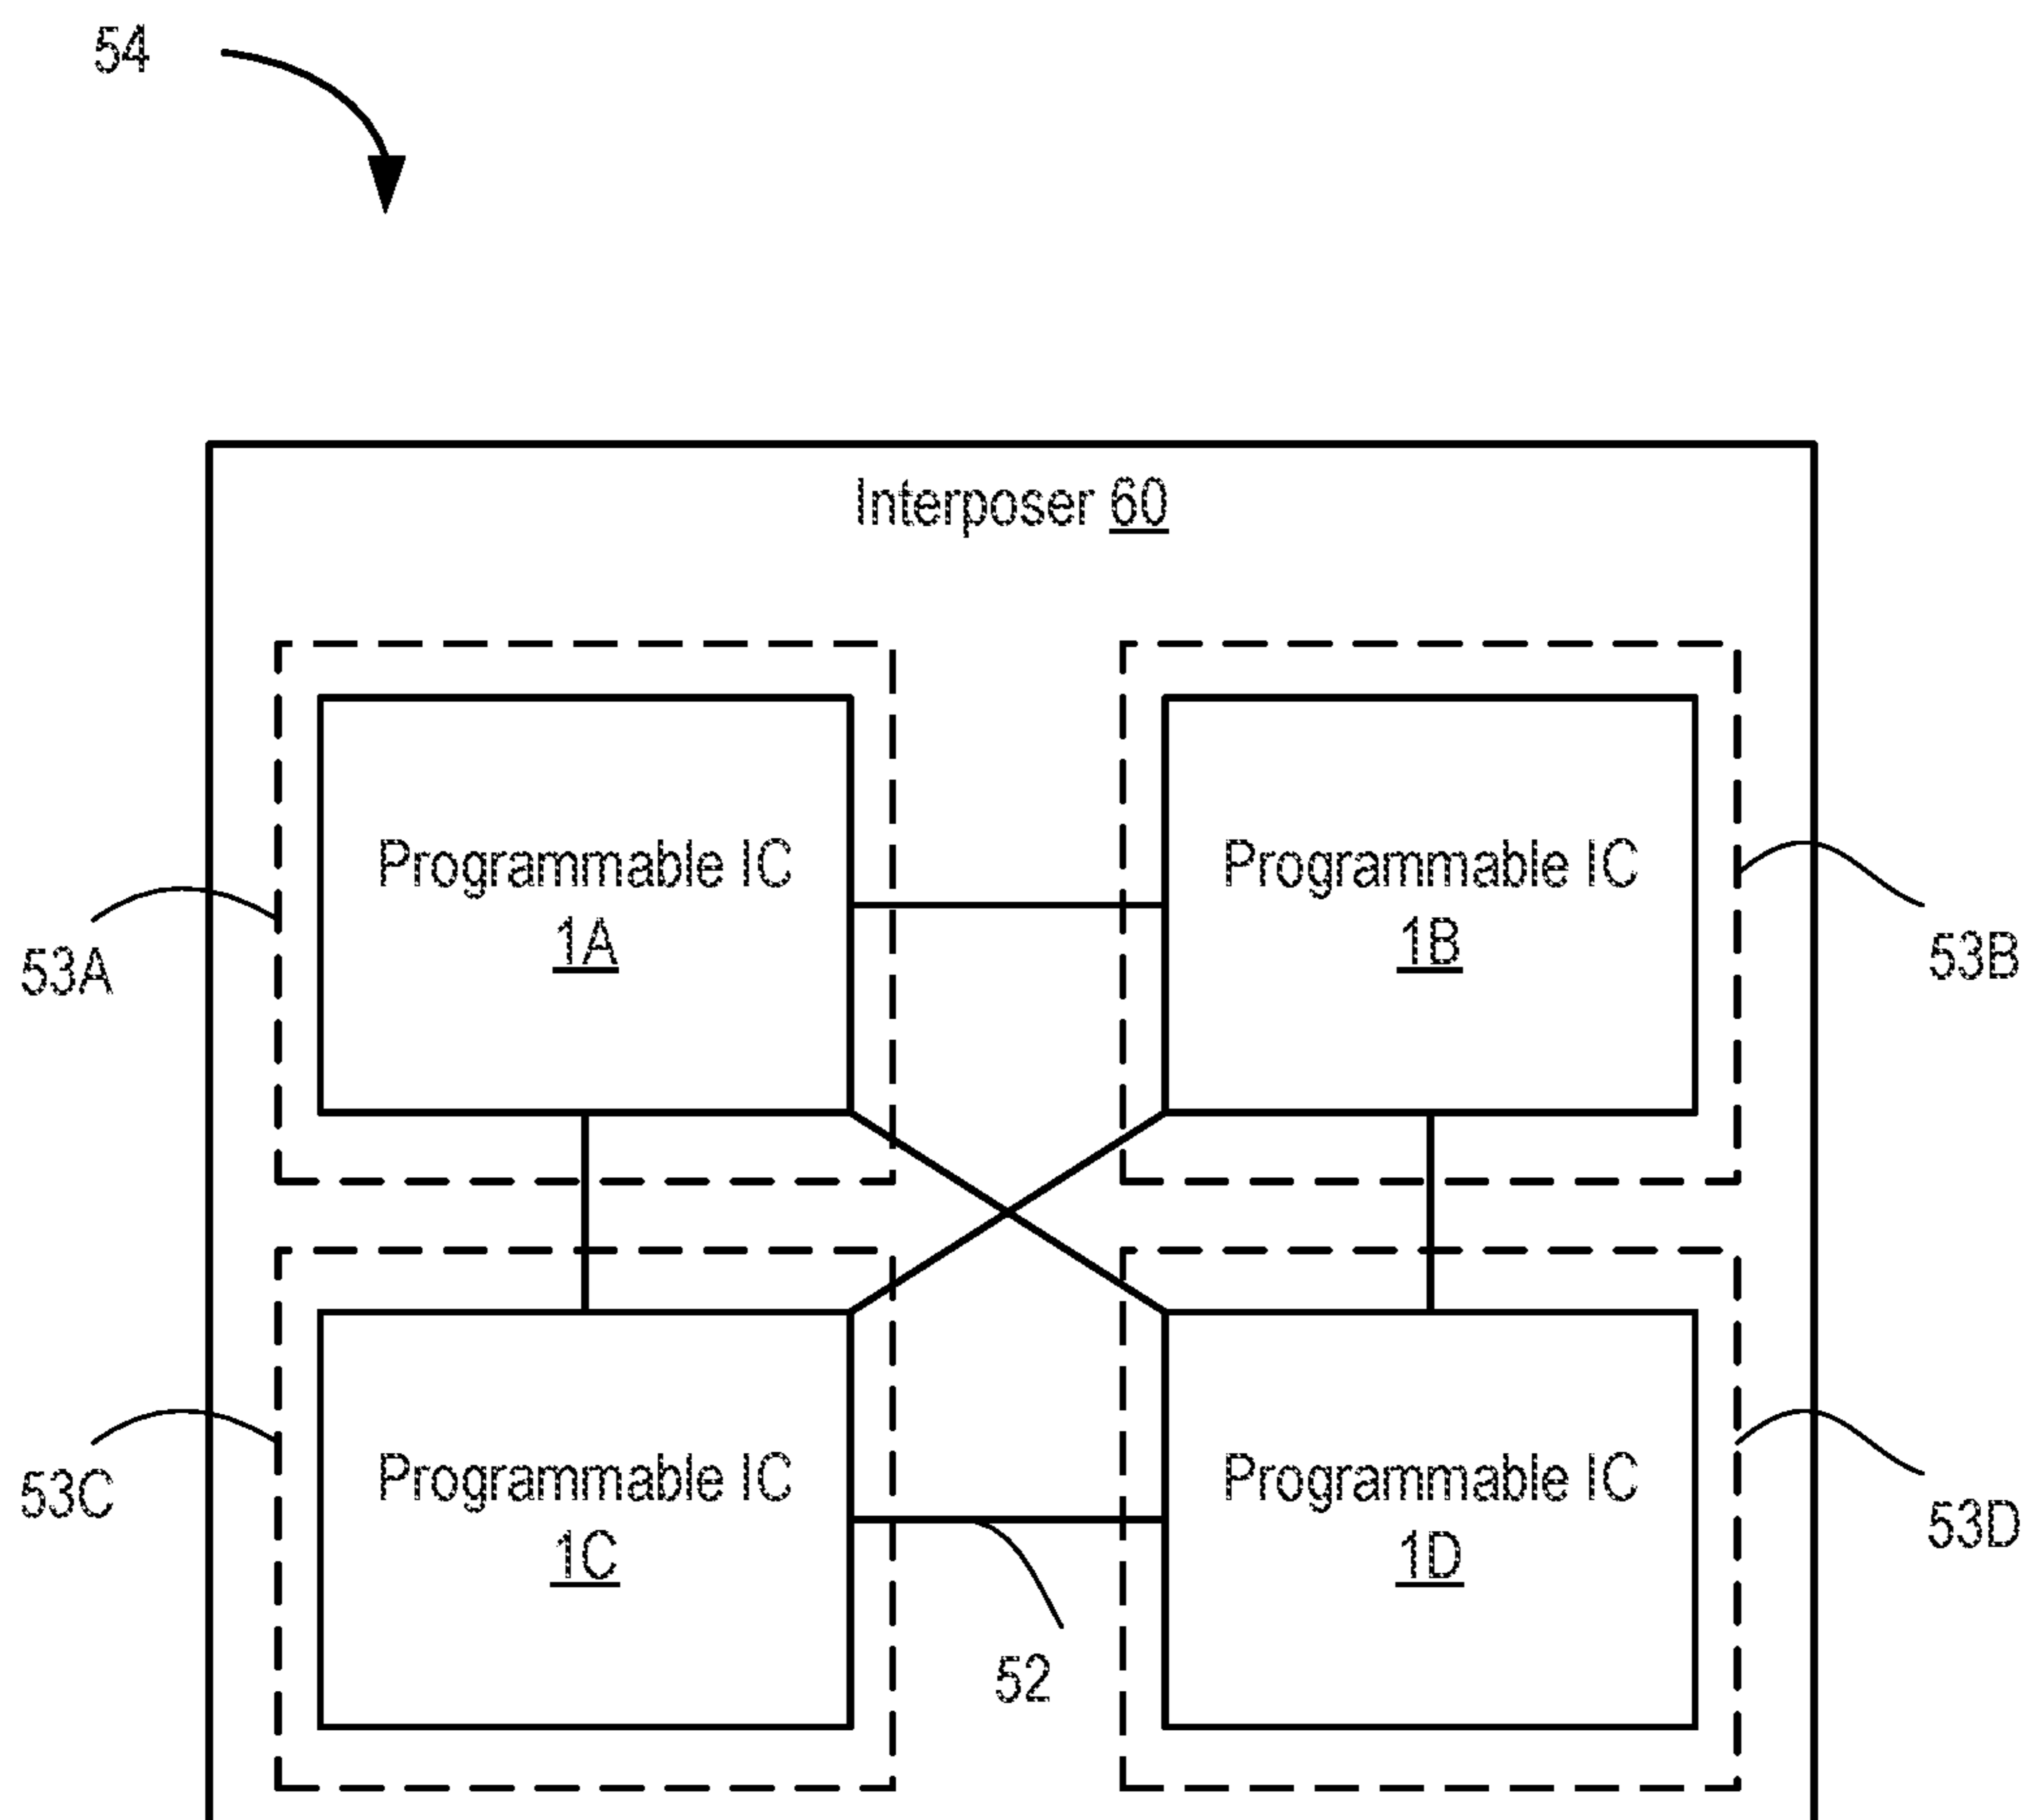 54
Interposer 60
Programmable IC
1A
Programmable IC
1B
53A
53B
Programmable IC
1C
Programmable IC
1D
53C
53D
52